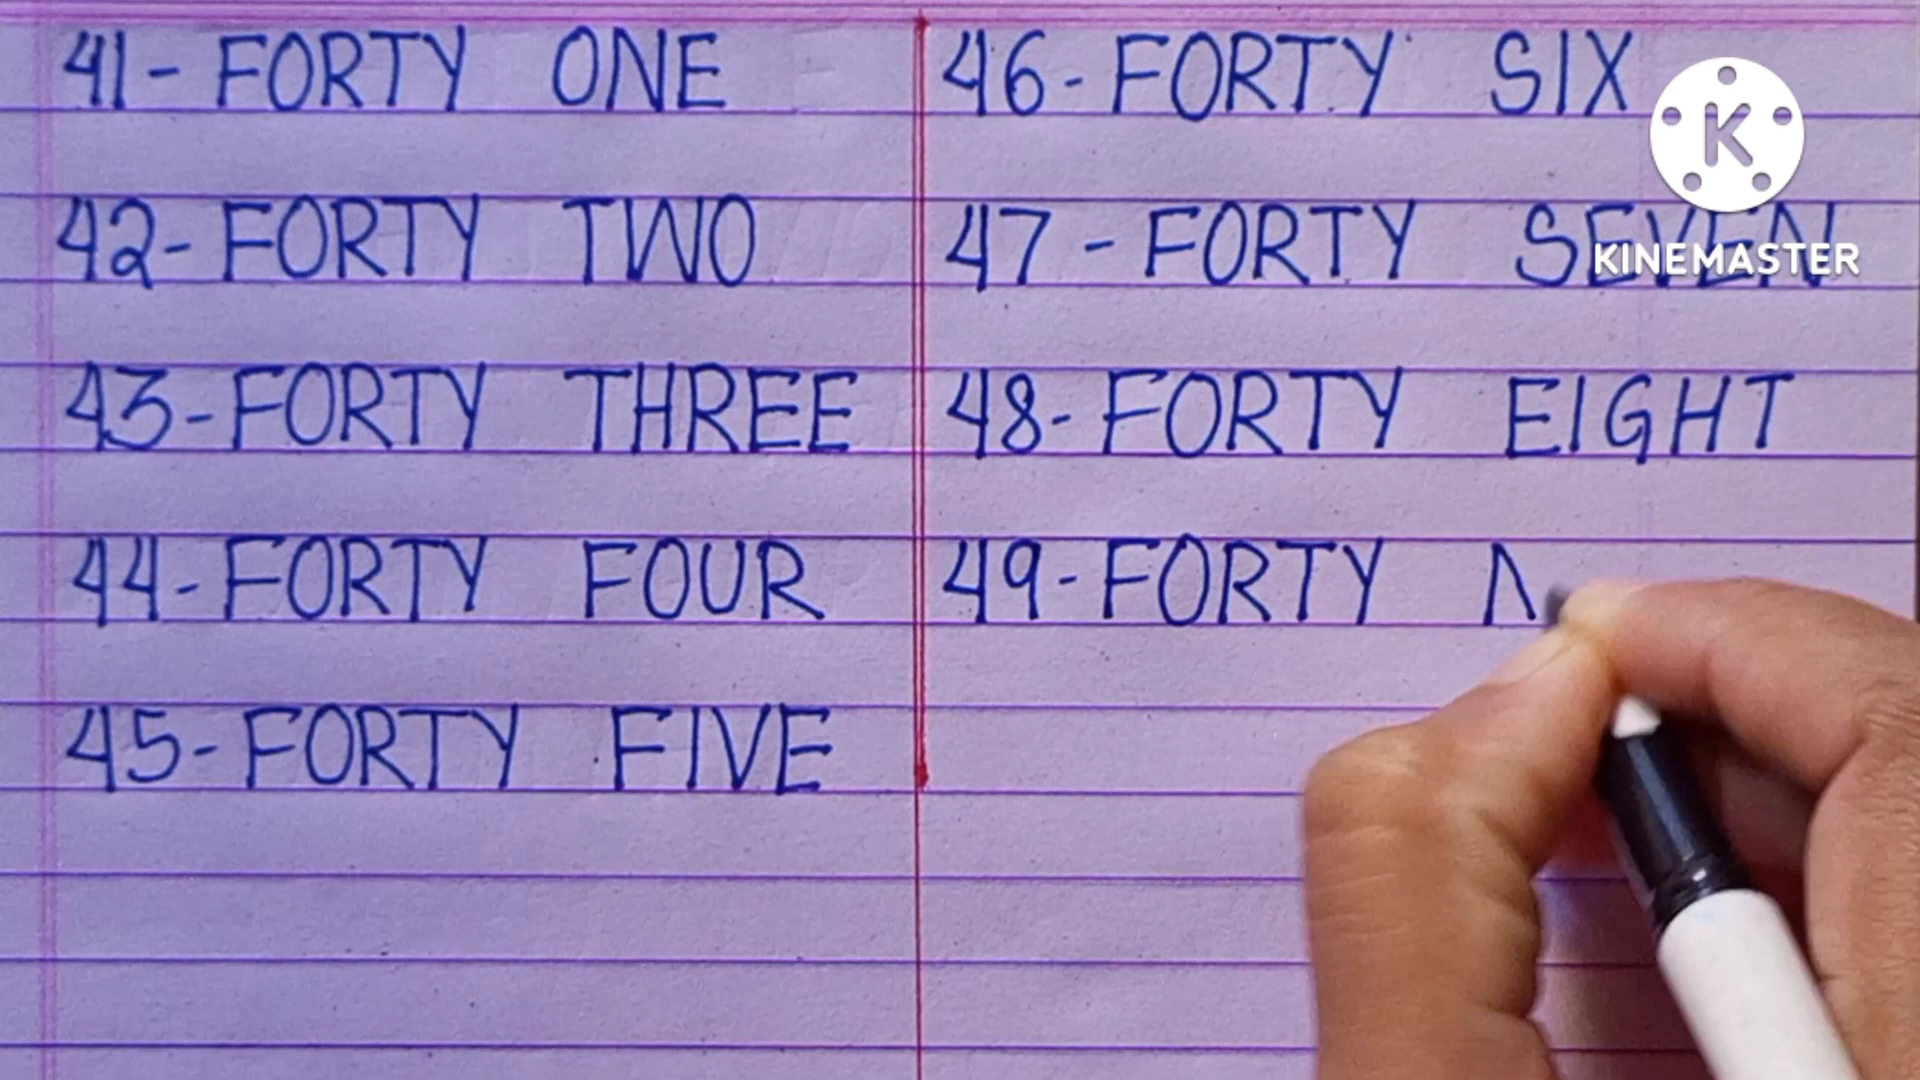 41- FORTY ONE
42- FORTY TWO
43- FORTY THREE
44- FORTY FOUR
45- FORTY FIVE
46- FORTY SIX
47 - FORTY SEVEN
48- FORTY EIGHT
49- FORTY N
K
KINEMASTER